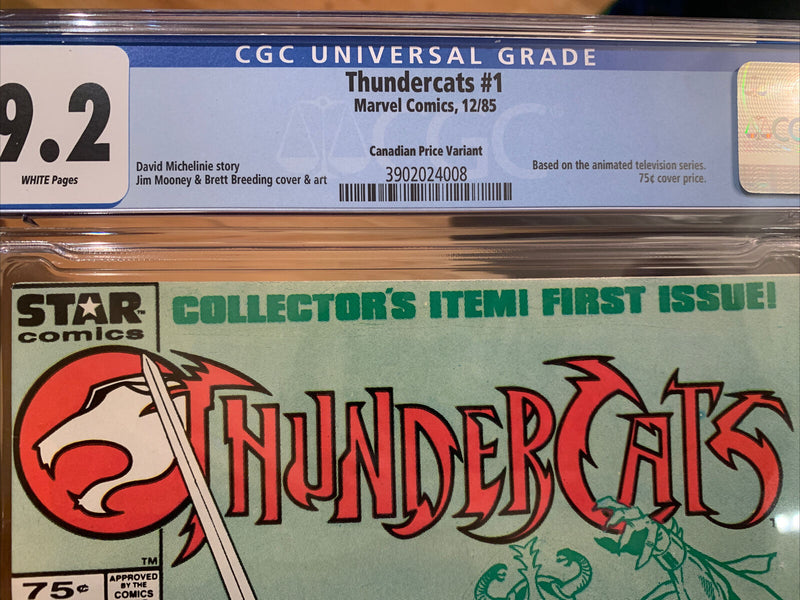 CGC UNIVERSAL GRADE
Thundercats #1
Marvel Comics, 12/85
9.2
WHITE Pages
Canadian Price Variant
David Michelinie story
Jim Mooney & Brett Breeding cover & art
3902024008
Based on the animated television series.
75¢ cover price.
CGC
STAR™
comics
COLLECTOR'S ITEM! FIRST ISSUE!
THUNDERCATS
TM
75¢
APPROVED
BY THE
COMICS